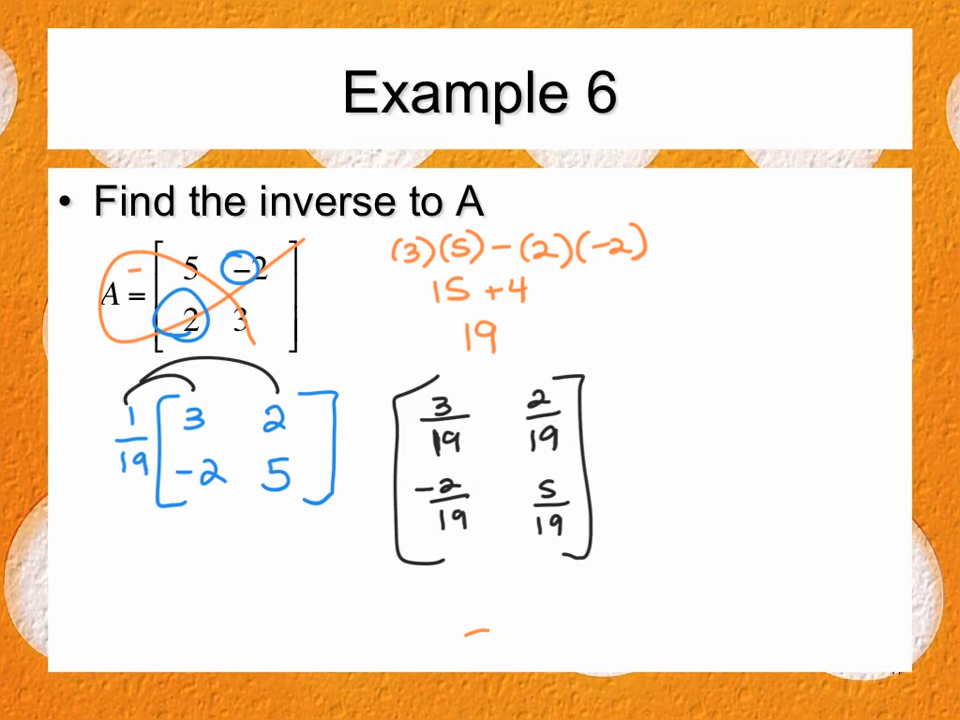 Example 6
• Find the inverse to A
A = [ 5 −2
2 3 ]
(3)(5) − (2)(−2)
15 + 4
19
1/19 [ 3 2
−2 5 ]
[ 3/19 2/19
−2/19 5/19 ]